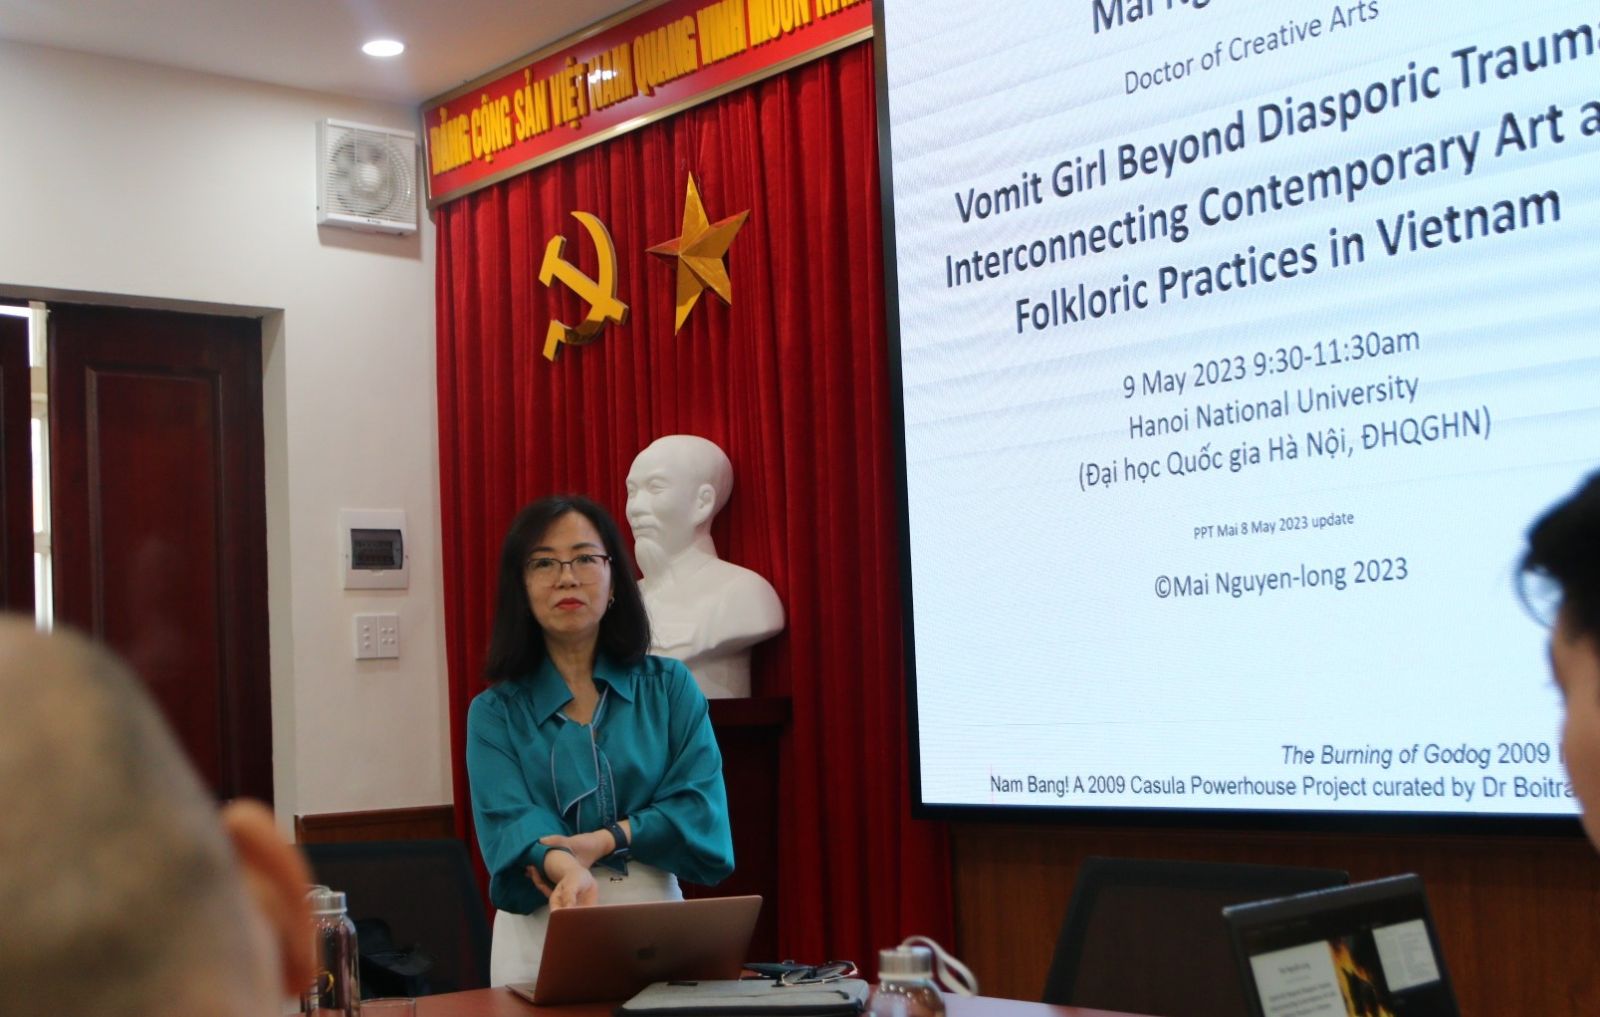 ĐẢNG CỘNG SẢN VIỆT NAM QUANG VINH MUÔN NĂM
Mai
Doctor of Creative Arts
Vomit Girl Beyond Diasporic
Interconnecting Contemporary Art
Folkloric Practices in Vietnam
9 May 2023 9:30-11:30am
Hanoi National University
(Đại học Quốc gia Hà Nội, ĐHQGHN)
PPT Mai 8 May 2023 update
©Mai Nguyen-long 2023
The Burning of Godog 2009
Nam Bang! A 2009 Casula Powerhouse Project curated by Dr